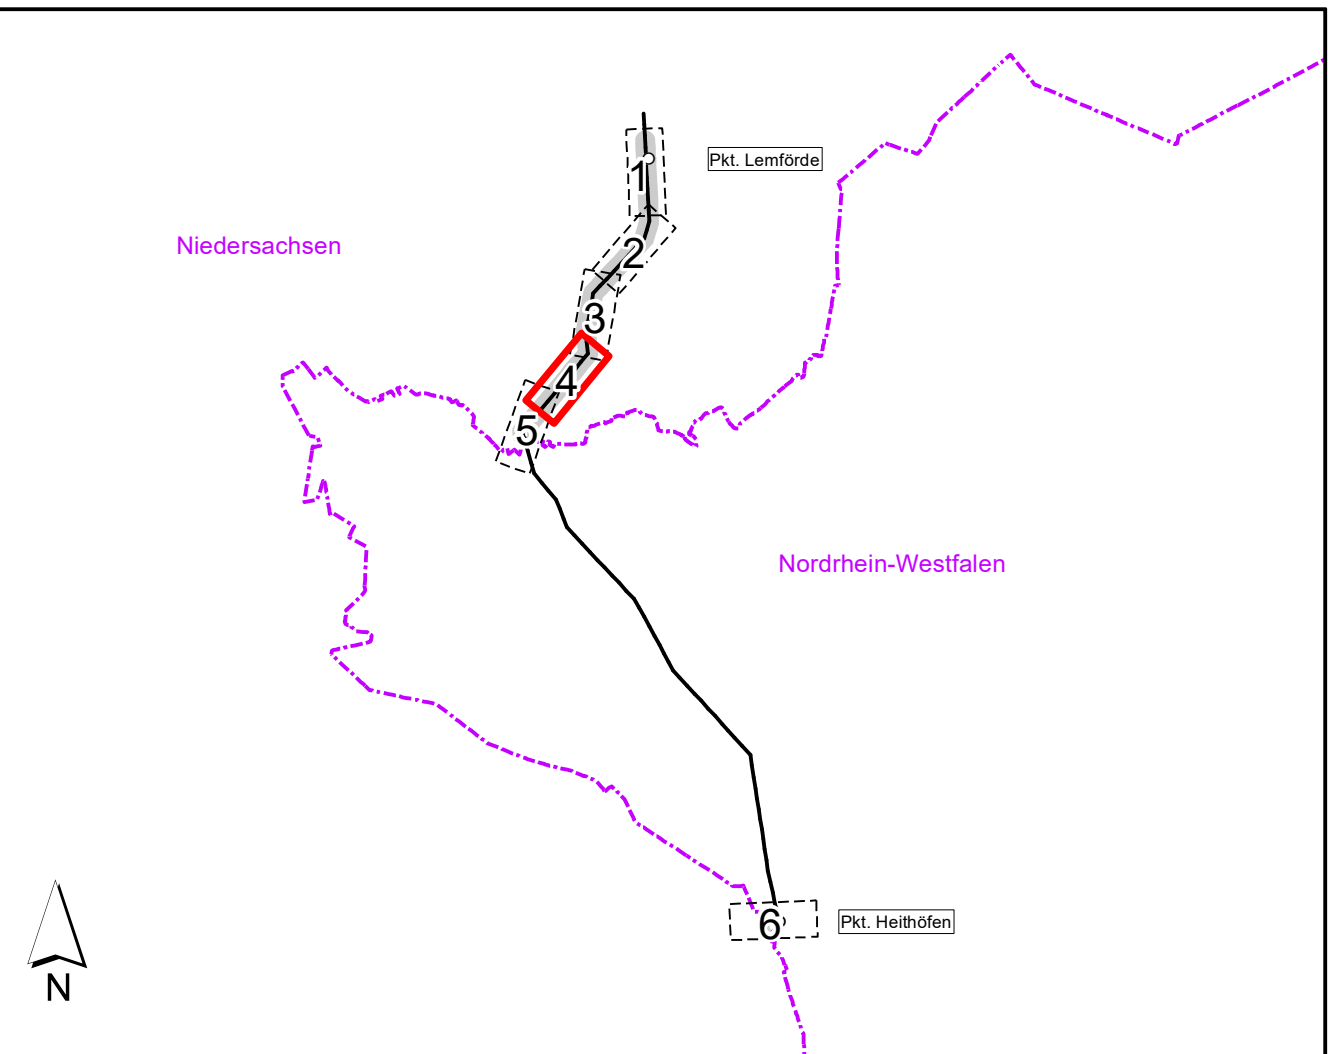 Pkt. Lemförde
1
Niedersachsen
2
3
4
5
Nordrhein-Westfalen
6
Pkt. Heithöfen
N